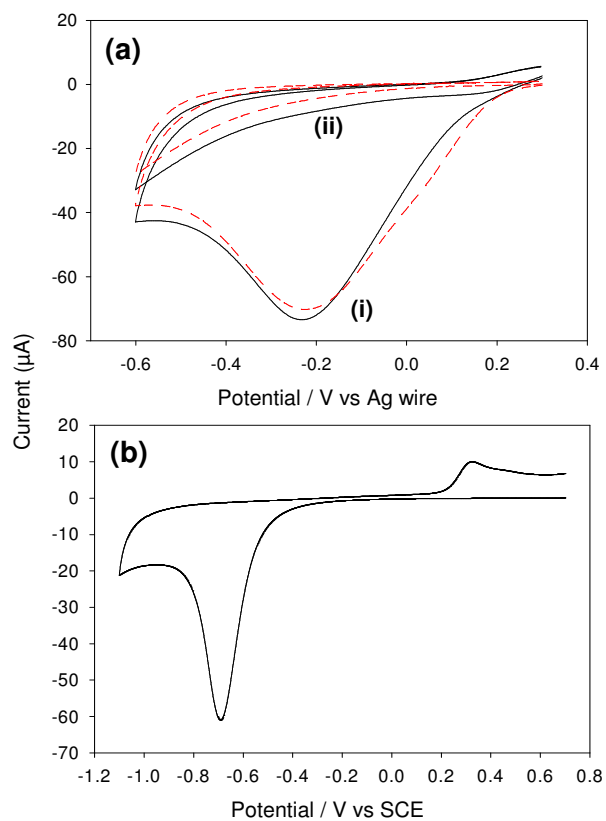 (a)
20
0
-20
-40
-60
-80
(ii)
(i)
-0.6 -0.4 -0.2 0.0 0.2 0.4
Potential / V vs Ag wire
Current (µA)
(b)
20
10
0
-10
-20
-30
-40
-50
-60
-70
-1.2 -1.0 -0.8 -0.6 -0.4 -0.2 0.0 0.2 0.4 0.6 0.8
Potential / V vs SCE